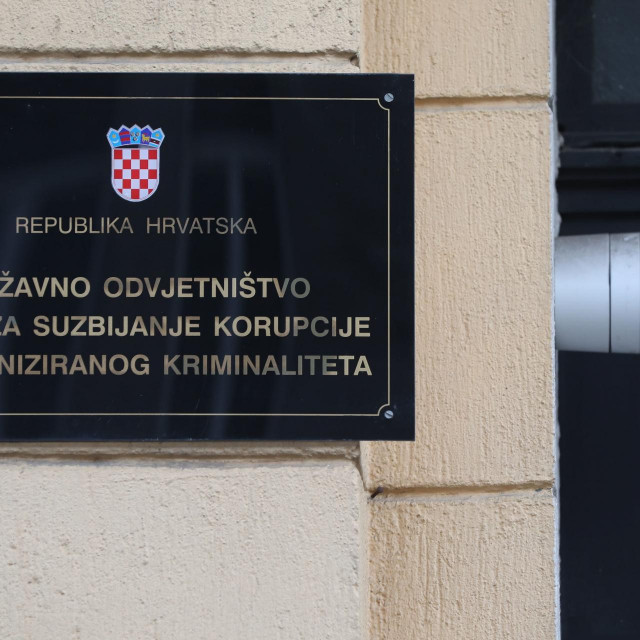 REPUBLIKA HRVATSKA
ŽAVNO ODVJETNIŠTVO
ZA SUZBIJANJE KORUPCIJE
NIZIRANOG KRIMINALITETA